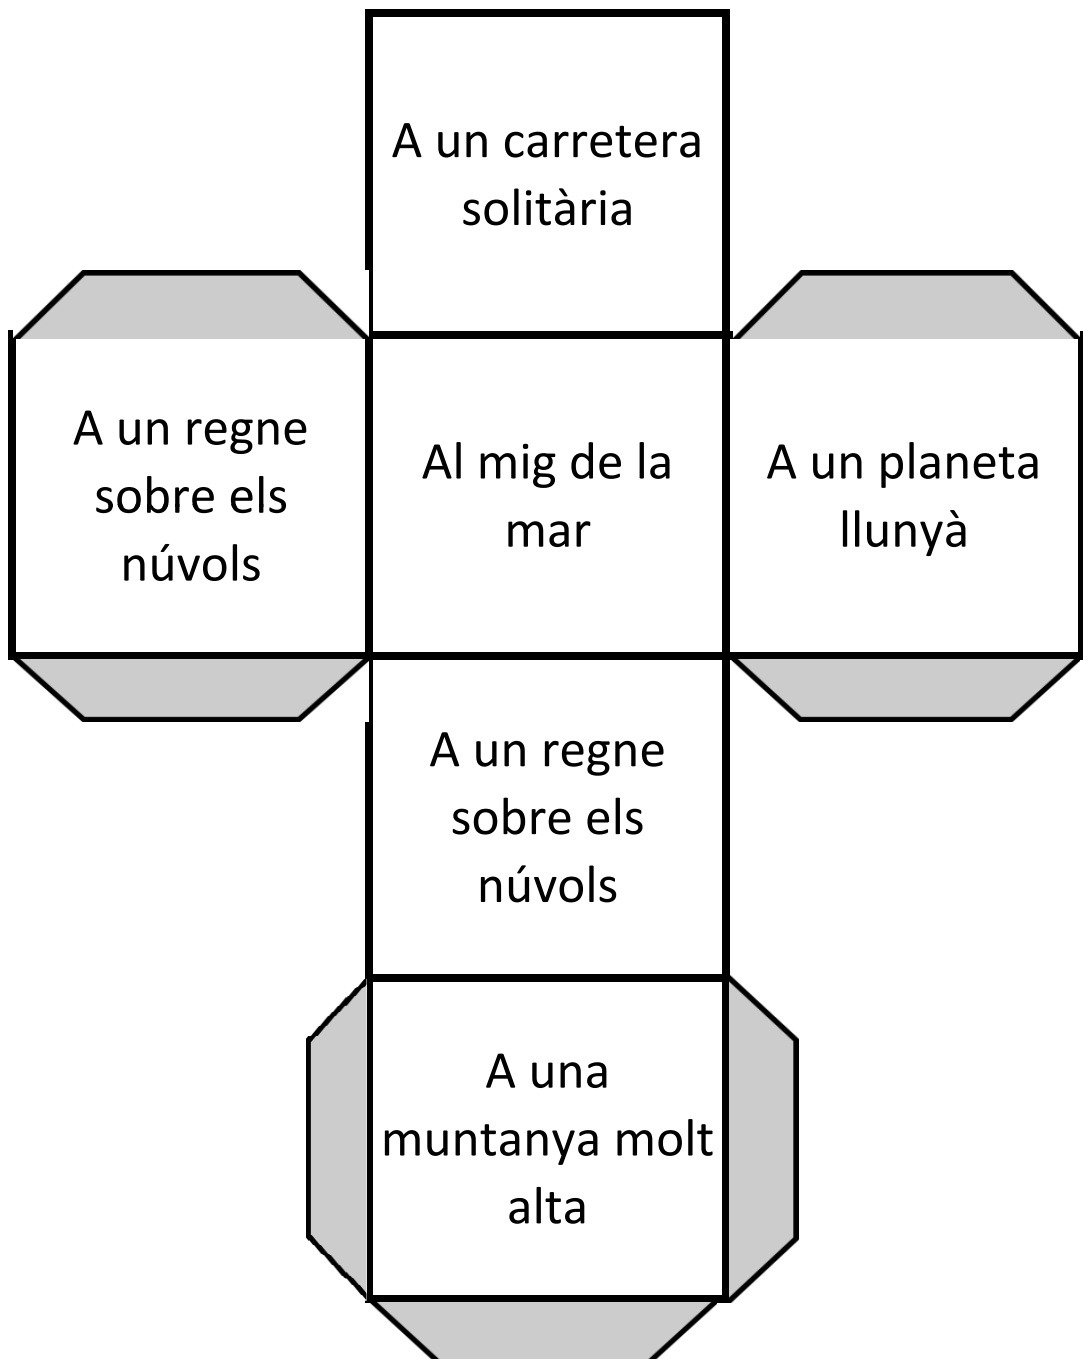 A un carretera
solitària
A un regne
sobre els
núvols
Al mig de la
mar
A un planeta
llunyà
A un regne
sobre els
núvols
A una
muntanya molt
alta